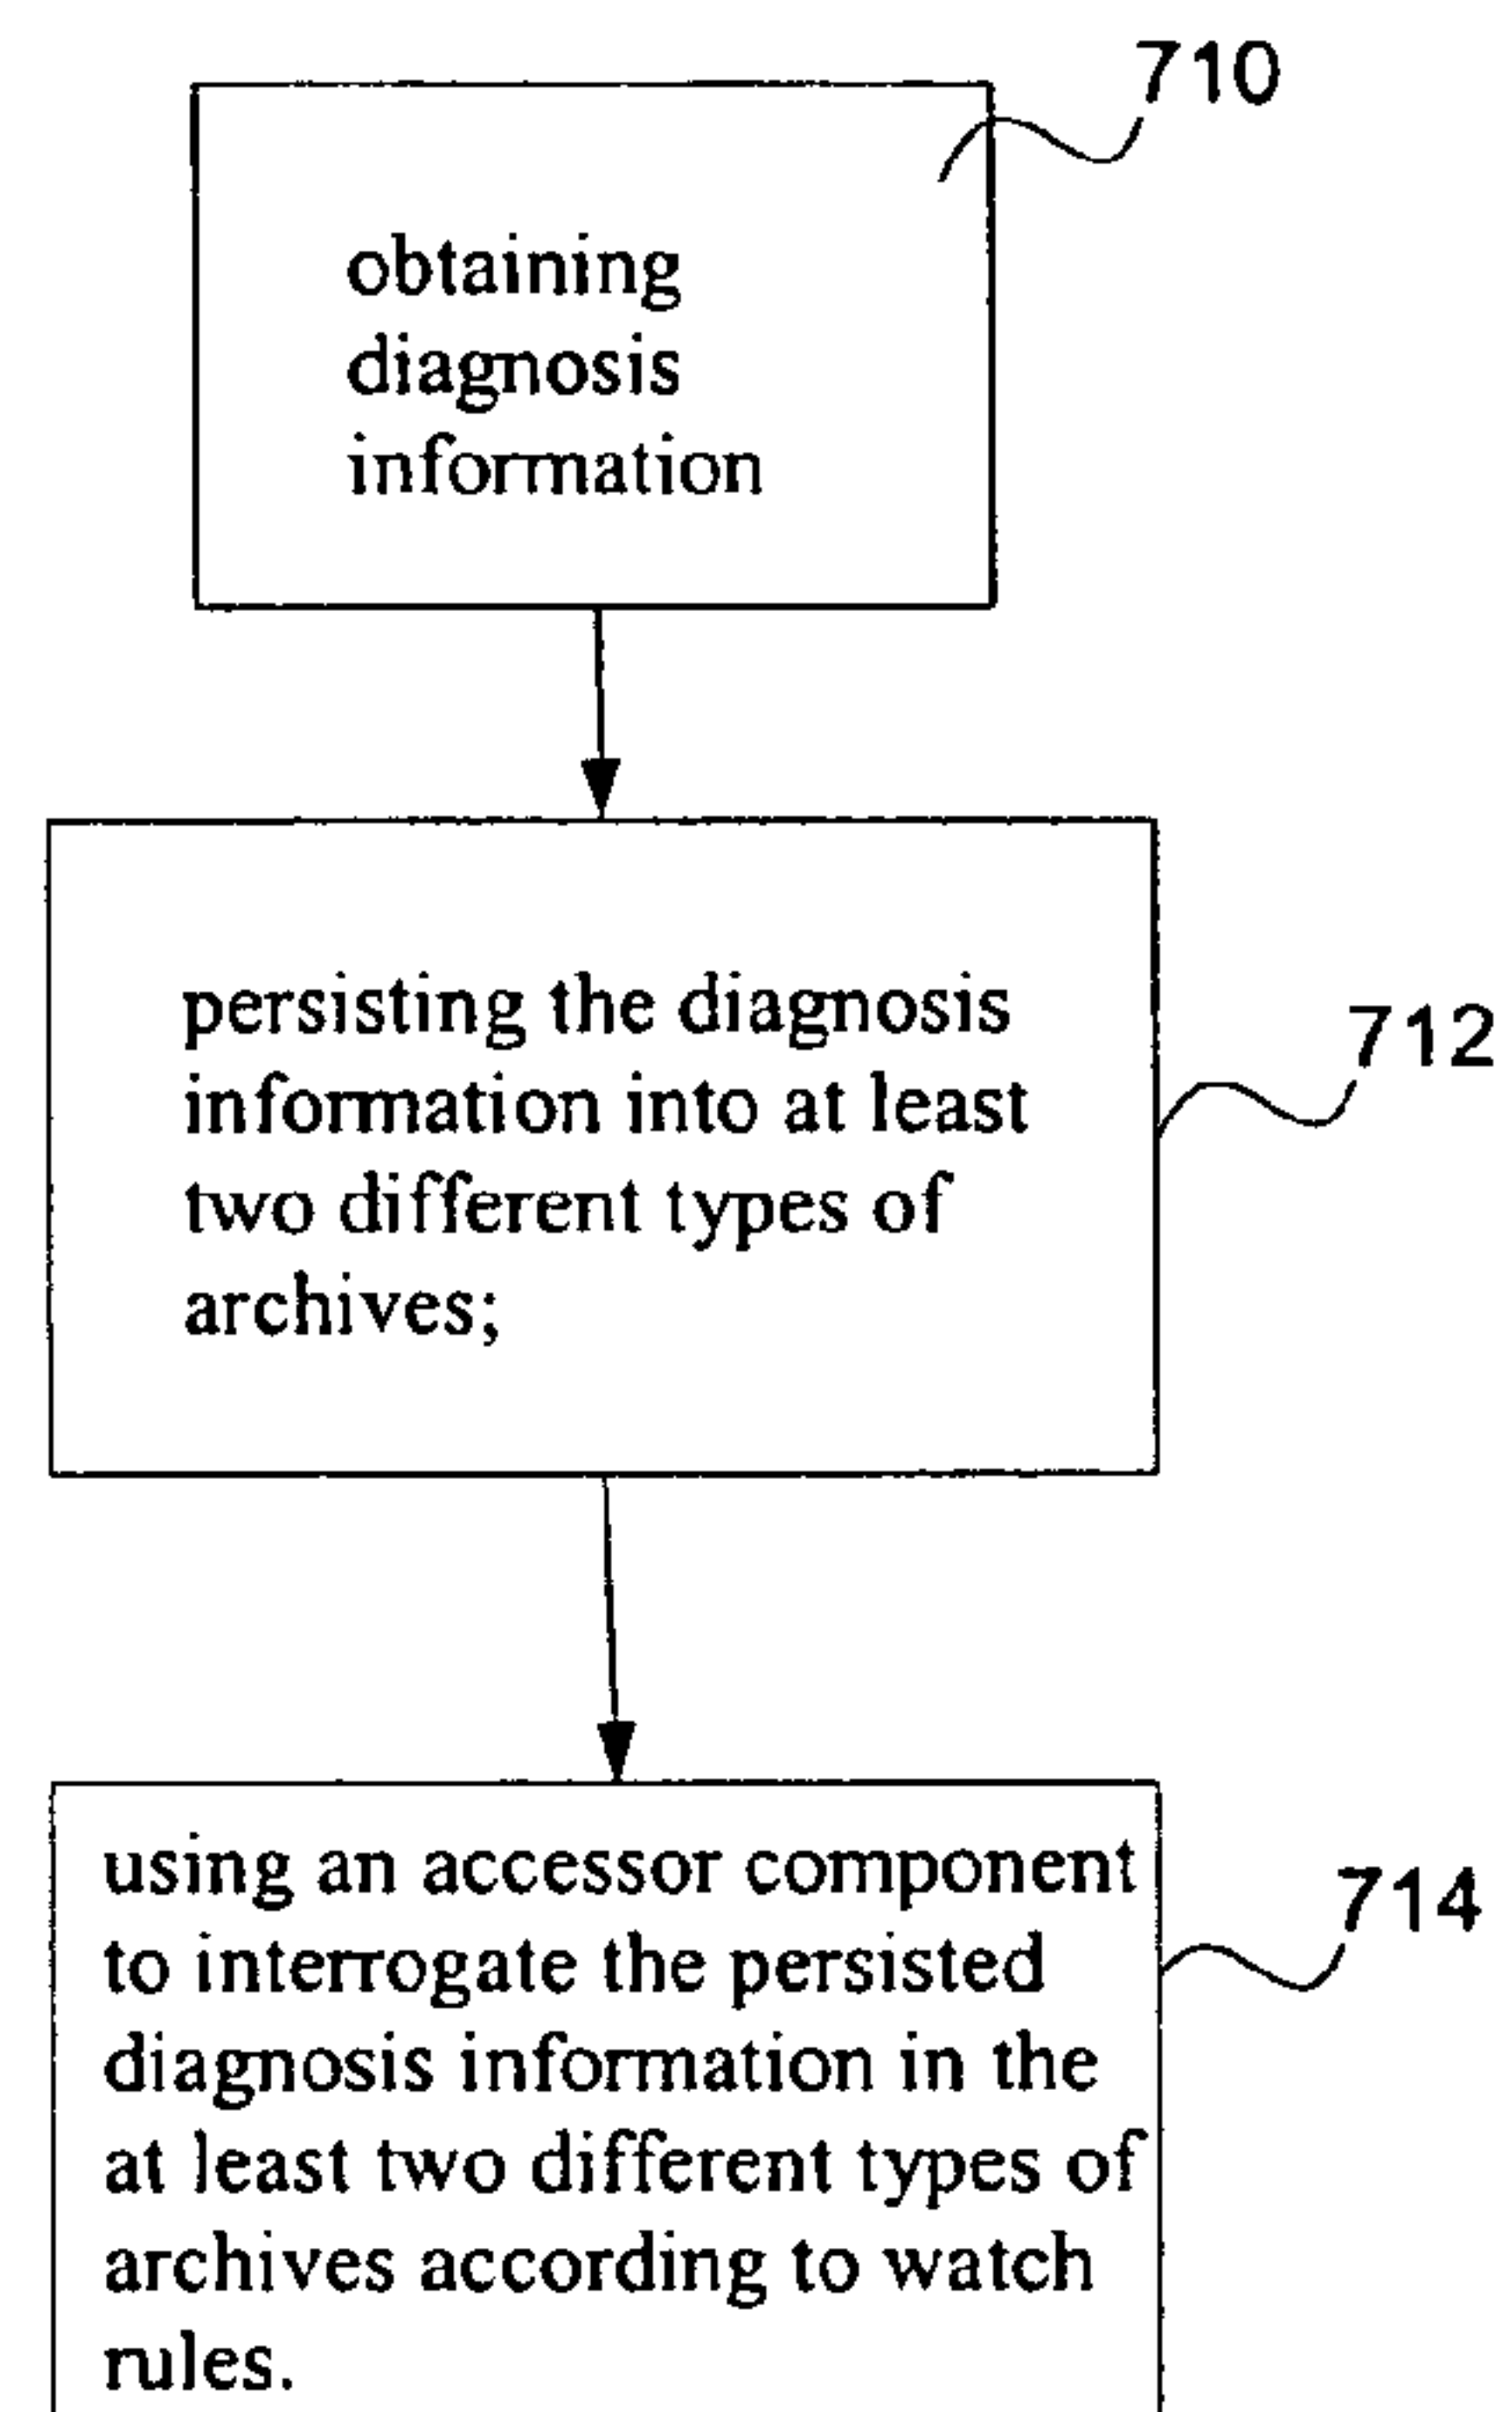 710
obtaining
diagnosis
information
persisting the diagnosis
information into at least
two different types of
archives;
712
using an accessor component
to interrogate the persisted
diagnosis information in the
at least two different types of
archives according to watch
rules.
714